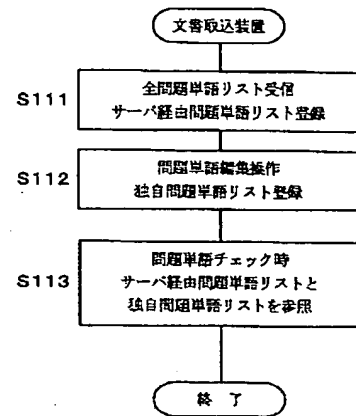 文書取込装置
S111
全問題単語リスト受信
サーバ経由問題単語リスト登録
S112
問題単語編集操作
独自問題単語リスト登録
S113
問題単語チェック時
サーバ経由問題単語リストと
独自問題単語リストを参照
終了